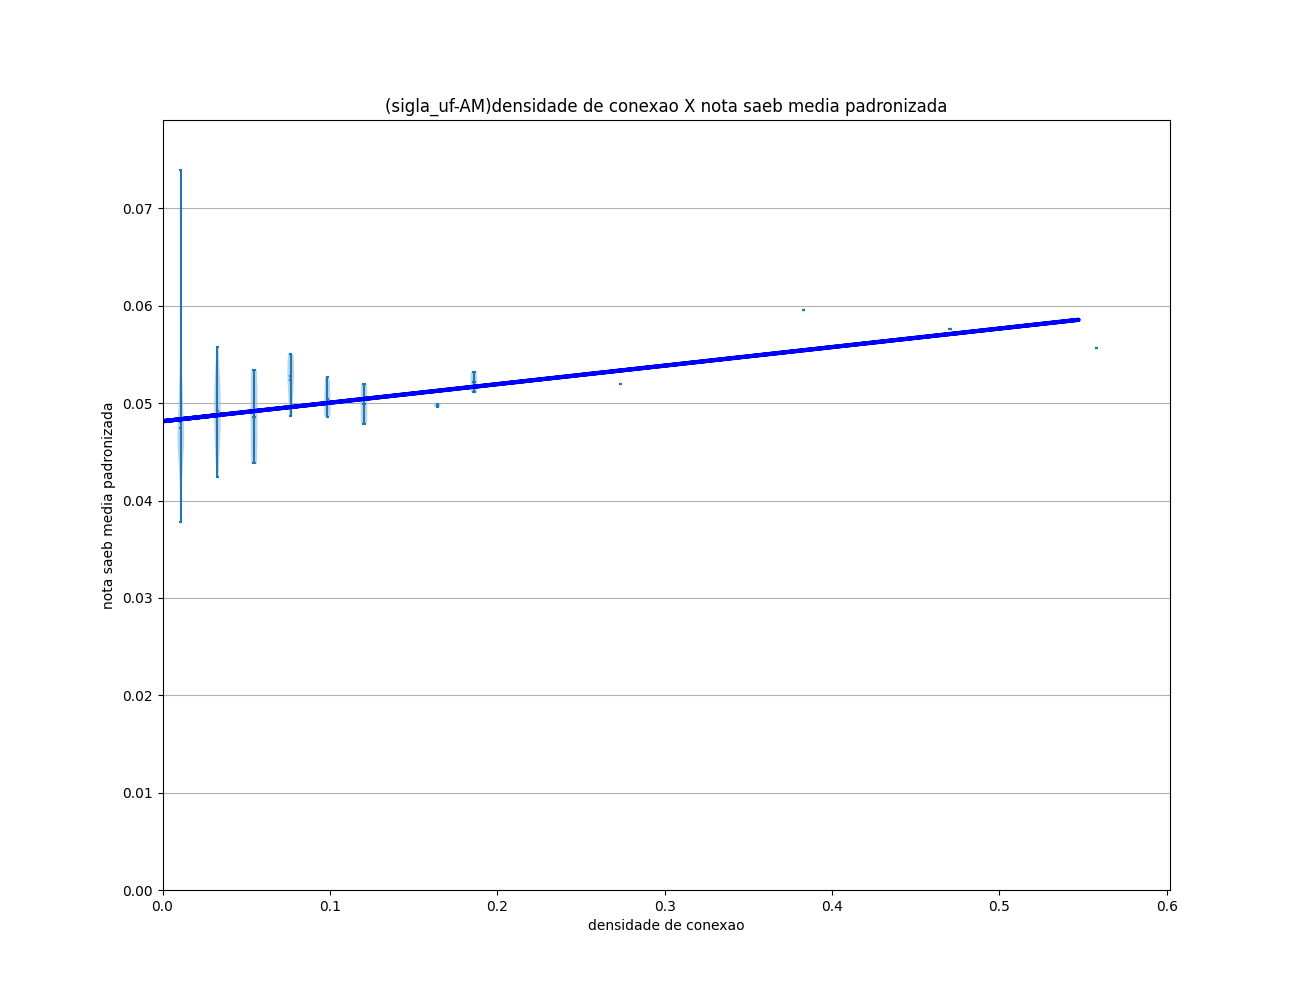 (sigla_uf-AM)densidade de conexao X nota saeb media padronizada
nota saeb media padronizada
0.07
0.06
0.05
0.04
0.03
0.02
0.01
0.00
0.0 0.1 0.2 0.3 0.4 0.5 0.6
densidade de conexao